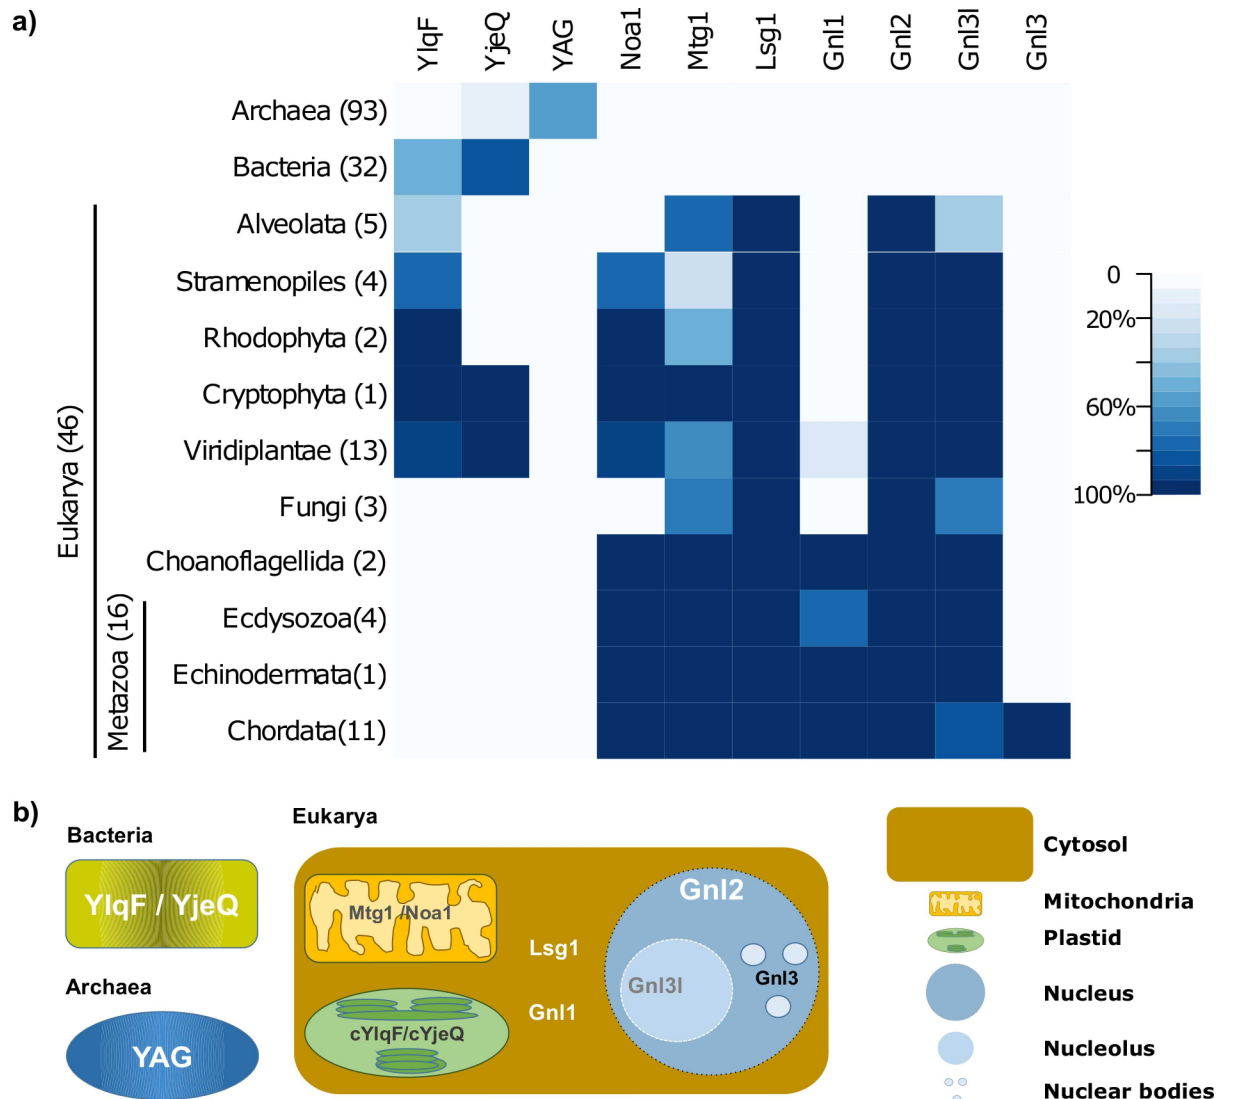 a)
YlqF YjeQ YAG Noa1 Mtg1 Lsg1 Gnl1 Gnl2 Gnl3l Gnl3
Archaea (93)
Bacteria (32)
Alveolata (5)
Stramenopiles (4)
Rhodophyta (2)
Cryptophyta (1)
Viridiplantae (13)
Fungi (3)
Choanoflagellida (2)
Ecdysozoa(4)
Echinodermata(1)
Chordata(11)
Eukarya (46)
Metazoa (16)
0
20%
60%
100%
b)
Bacteria
YlqF / YjeQ
Archaea
YAG
Eukarya
Mtg1 /Noa1
cYlqF/cYjeQ
Lsg1
Gnl1
Gnl2
Gnl3l
Gnl3
Cytosol
Mitochondria
Plastid
Nucleus
Nucleolus
Nuclear bodies